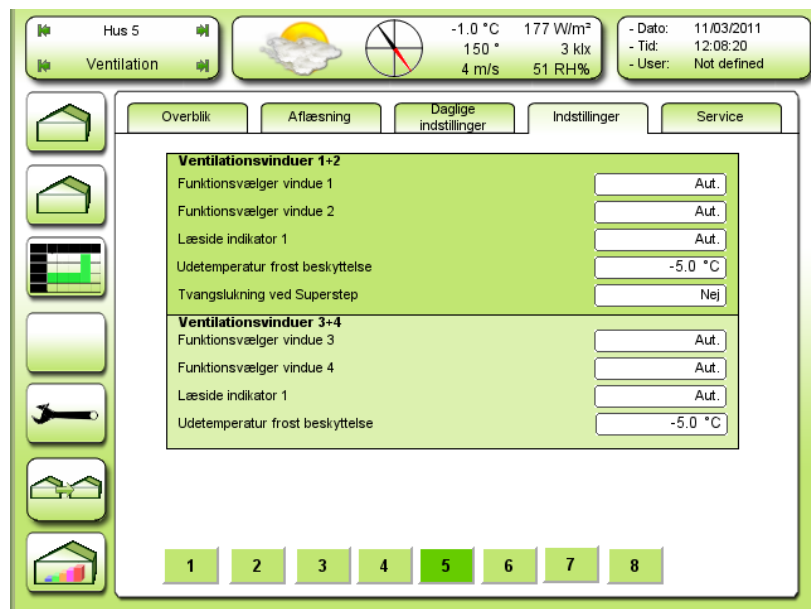 Hus 5
Ventilation
-1.0 °C 177 W/m²
150 ° 3 klx
4 m/s 51 RH%
- Dato: 11/03/2011
- Tid: 12:08:20
- User: Not defined
Overblik
Aflæsning
Daglige
indstillinger
Indstillinger
Service
Ventilationsvinduer 1+2
Funktionsvælger vindue 1 Aut.
Funktionsvælger vindue 2 Aut.
Læside indikator 1 Aut.
Udetemperatur frost beskyttelse -5.0 °C
Tvangslukning ved Superstep Nej
Ventilationsvinduer 3+4
Funktionsvælger vindue 3 Aut.
Funktionsvælger vindue 4 Aut.
Læside indikator 1 Aut.
Udetemperatur frost beskyttelse -5.0 °C
1 2 3 4 5 6 7 8